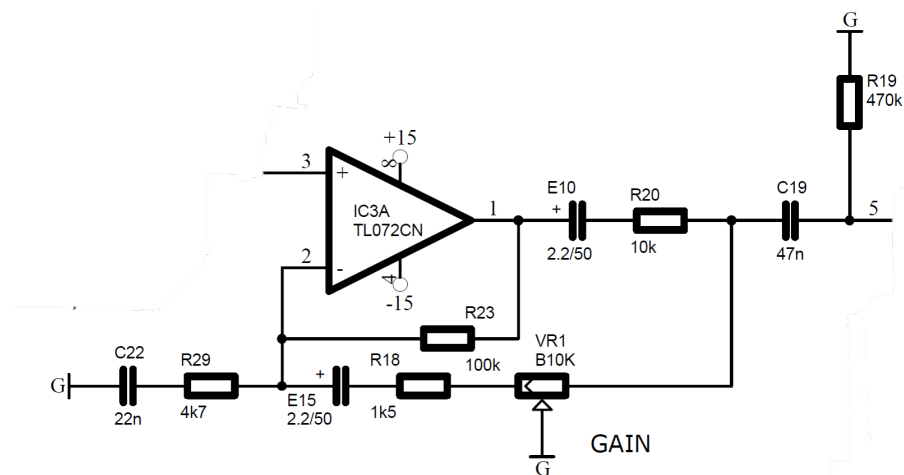 G
R19
470k
+15
8
3
+
IC3A
TL072CN
1
E10
+
2.2/50
R20
10k
C19
47n
5
2
-
4
-15
R23
100k
VR1
B10K
C22
22n
R29
4k7
G
E15
+
2.2/50
R18
1k5
GAIN
G